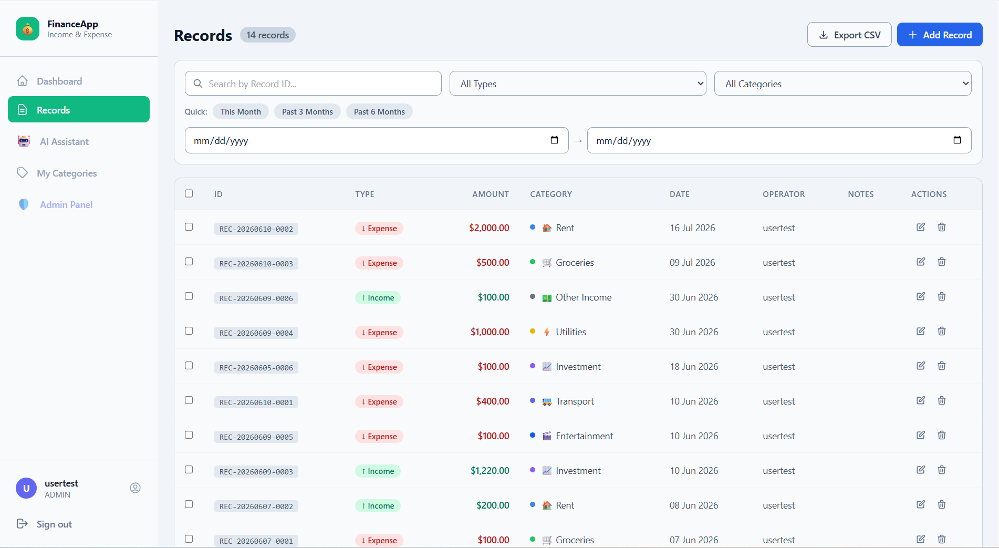 FinanceApp
Income & Expense
Dashboard
Records
AI Assistant
My Categories
Admin Panel
U
usertest
ADMIN
Sign out
Records 14 records
Export CSV
Add Record
Search by Record ID...
All Types
All Categories
Quick: This Month Past 3 Months Past 6 Months
mm/dd/yyyy → mm/dd/yyyy
ID TYPE AMOUNT CATEGORY DATE OPERATOR NOTES ACTIONS
REC-20260610-0002 ↓ Expense $2,000.00 Rent 16 Jul 2026 usertest
REC-20260610-0003 ↓ Expense $500.00 Groceries 09 Jul 2026 usertest
REC-20260609-0006 ↑ Income $100.00 Other Income 30 Jun 2026 usertest
REC-20260609-0004 ↓ Expense $1,000.00 Utilities 30 Jun 2026 usertest
REC-20260605-0006 ↓ Expense $100.00 Investment 18 Jun 2026 usertest
REC-20260610-0001 ↓ Expense $400.00 Transport 10 Jun 2026 usertest
REC-20260609-0005 ↓ Expense $100.00 Entertainment 10 Jun 2026 usertest
REC-20260609-0003 ↑ Income $1,220.00 Investment 10 Jun 2026 usertest
REC-20260607-0002 ↑ Income $200.00 Rent 08 Jun 2026 usertest
REC-20260607-0001 ↓ Expense $100.00 Groceries 07 Jun 2026 usertest